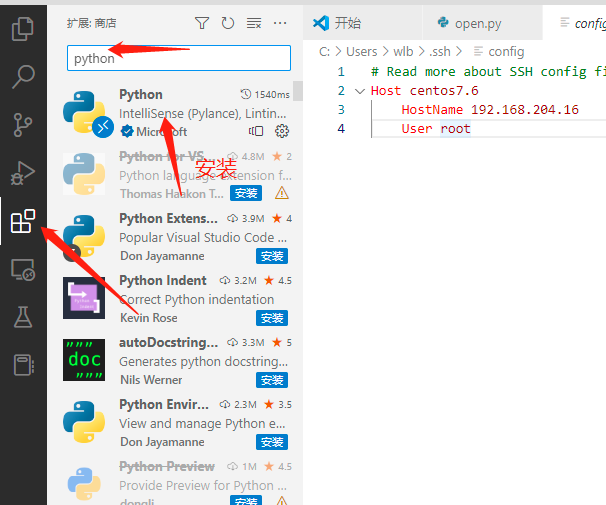 扩展: 商店
python
Python 1540ms
IntelliSense (Pylance), Lintin...
Microsoft
Python for VS... 4.8M 2
Python language extension f...
Thomas Haakon T... 安装
安装
Python Extens... 3.9M 4
Popular Visual Studio Code ...
Don Jayamanne 安装
Python Indent 3.2M 4.5
Correct Python indentation
Kevin Rose 安装
autoDocstring... 3.3M 5
Generates python docstring...
Nils Werner 安装
Python Envir... 2.3M 3.5
View and manage Python e...
Don Jayamanne 安装
Python Preview 1M 4.5
Provide Preview for Python ...
dongli 安装
""" doc """
开始 open.py config
C: > Users > wlb > .ssh > config
1 # Read more about SSH config fi
2 Host centos7.6
3 HostName 192.168.204.16
4 User root